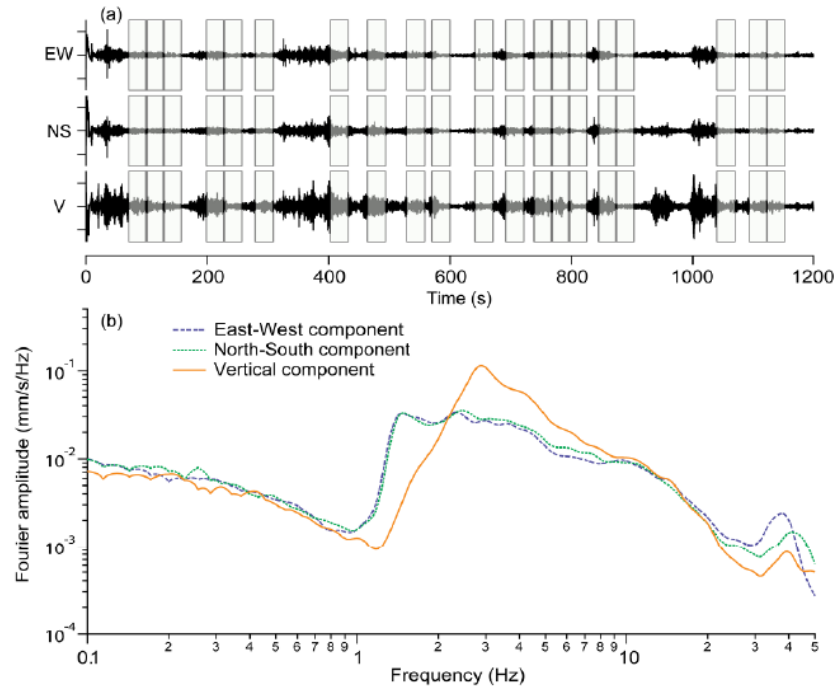 (a)
EW
NS
V
0 200 400 600 800 1000 1200
Time (s)
(b)
East-West component
North-South component
Vertical component
Fourier amplitude (mm/s/Hz)
10⁻¹
10⁻²
10⁻³
10⁻⁴
0.1 2 3 4 5 6 7 8 9 1 2 3 4 5 6 7 8 9 10 2 3 4 5
Frequency (Hz)